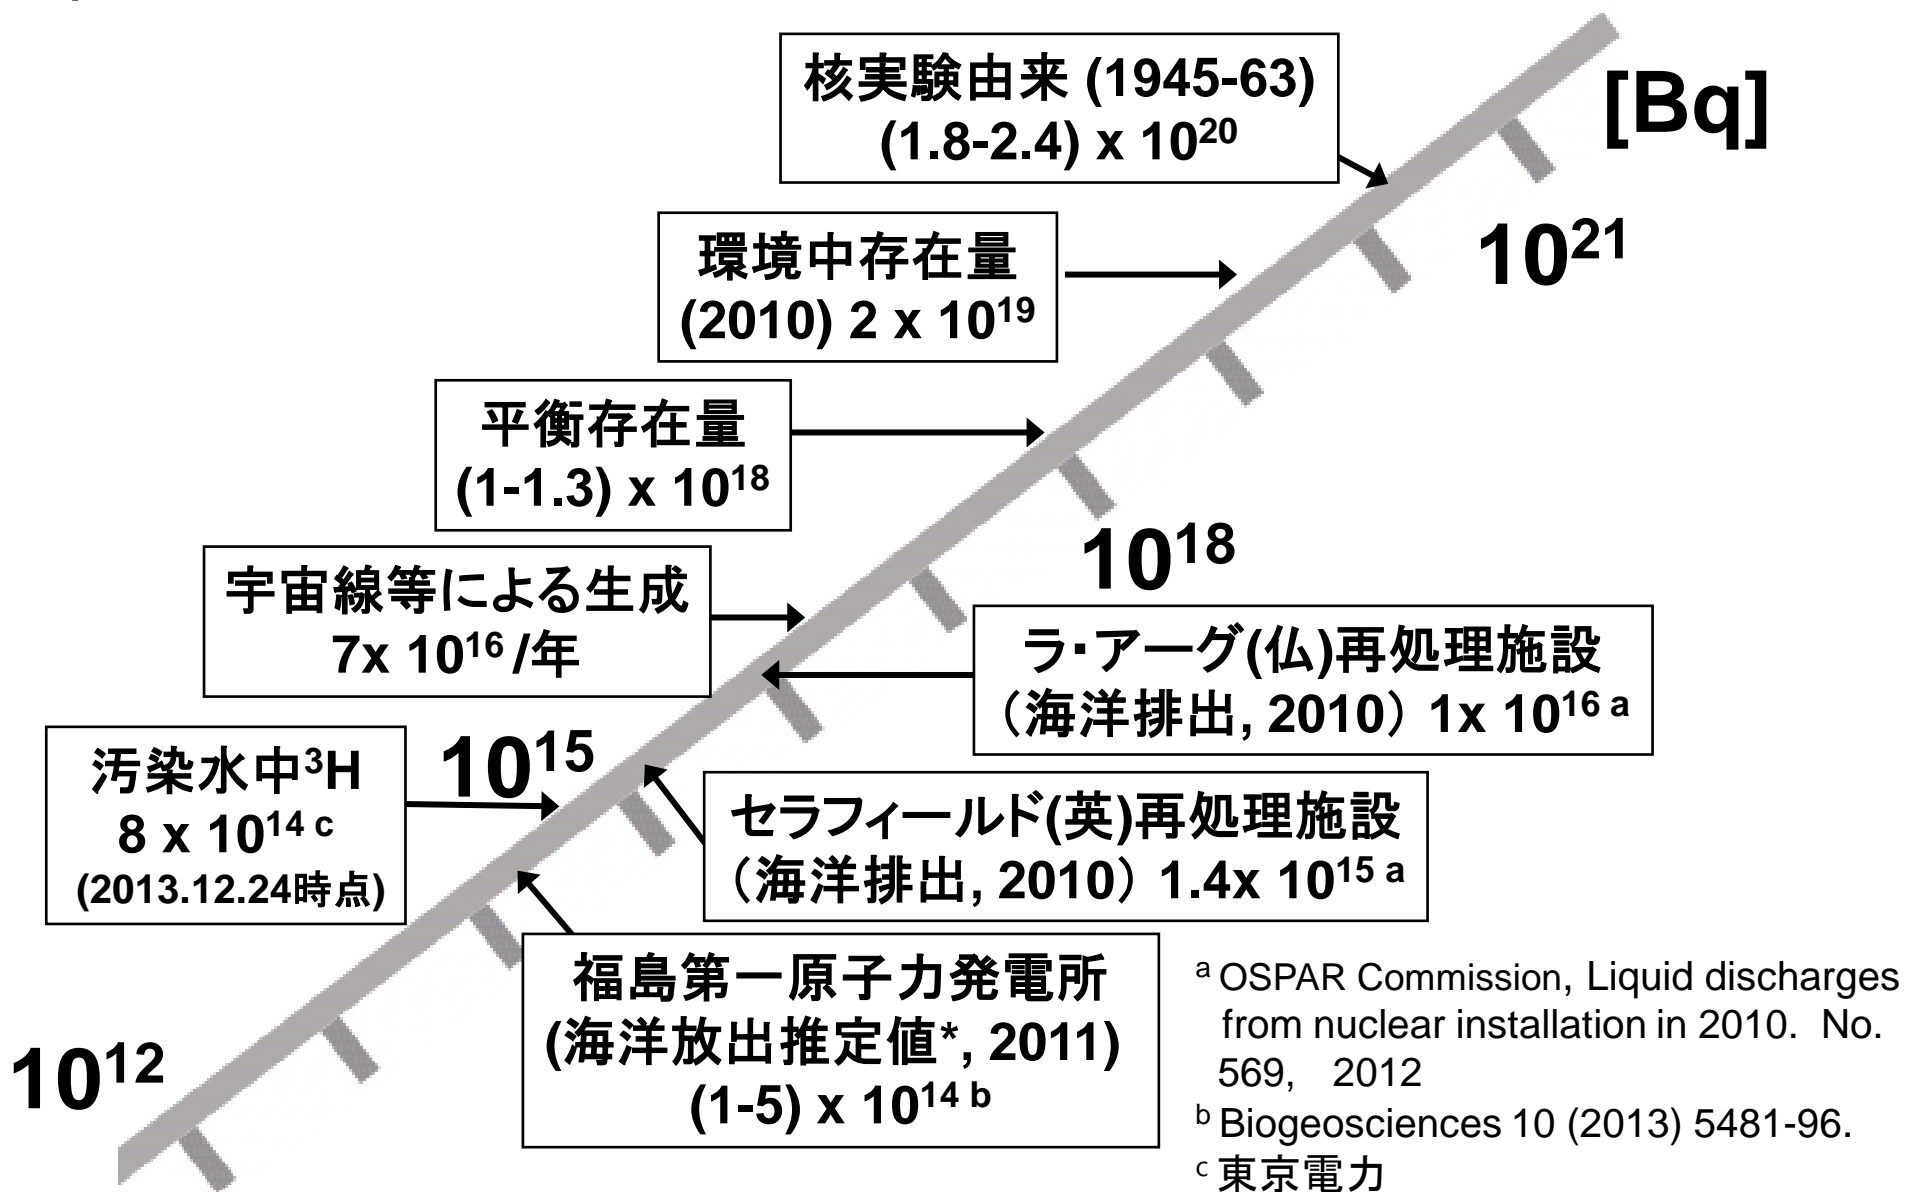 核実験由来 (1945-63)
(1.8-2.4) x 10²⁰
[Bq]
環境中存在量
(2010) 2 x 10¹⁹
10²¹
平衡存在量
(1-1.3) x 10¹⁸
10¹⁸
宇宙線等による生成
7x 10¹⁶ /年
ラ・アーグ(仏)再処理施設
（海洋排出, 2010） 1x 10¹⁶ ᵃ
10¹⁵
汚染水中³H
8 x 10¹⁴ ᶜ
(2013.12.24時点)
セラフィールド(英)再処理施設
（海洋排出, 2010） 1.4x 10¹⁵ ᵃ
福島第一原子力発電所
(海洋放出推定値*, 2011)
(1-5) x 10¹⁴ ᵇ
10¹²
ᵃ OSPAR Commission, Liquid discharges
from nuclear installation in 2010. No.
569, 2012
ᵇ Biogeosciences 10 (2013) 5481-96.
ᶜ 東京電力